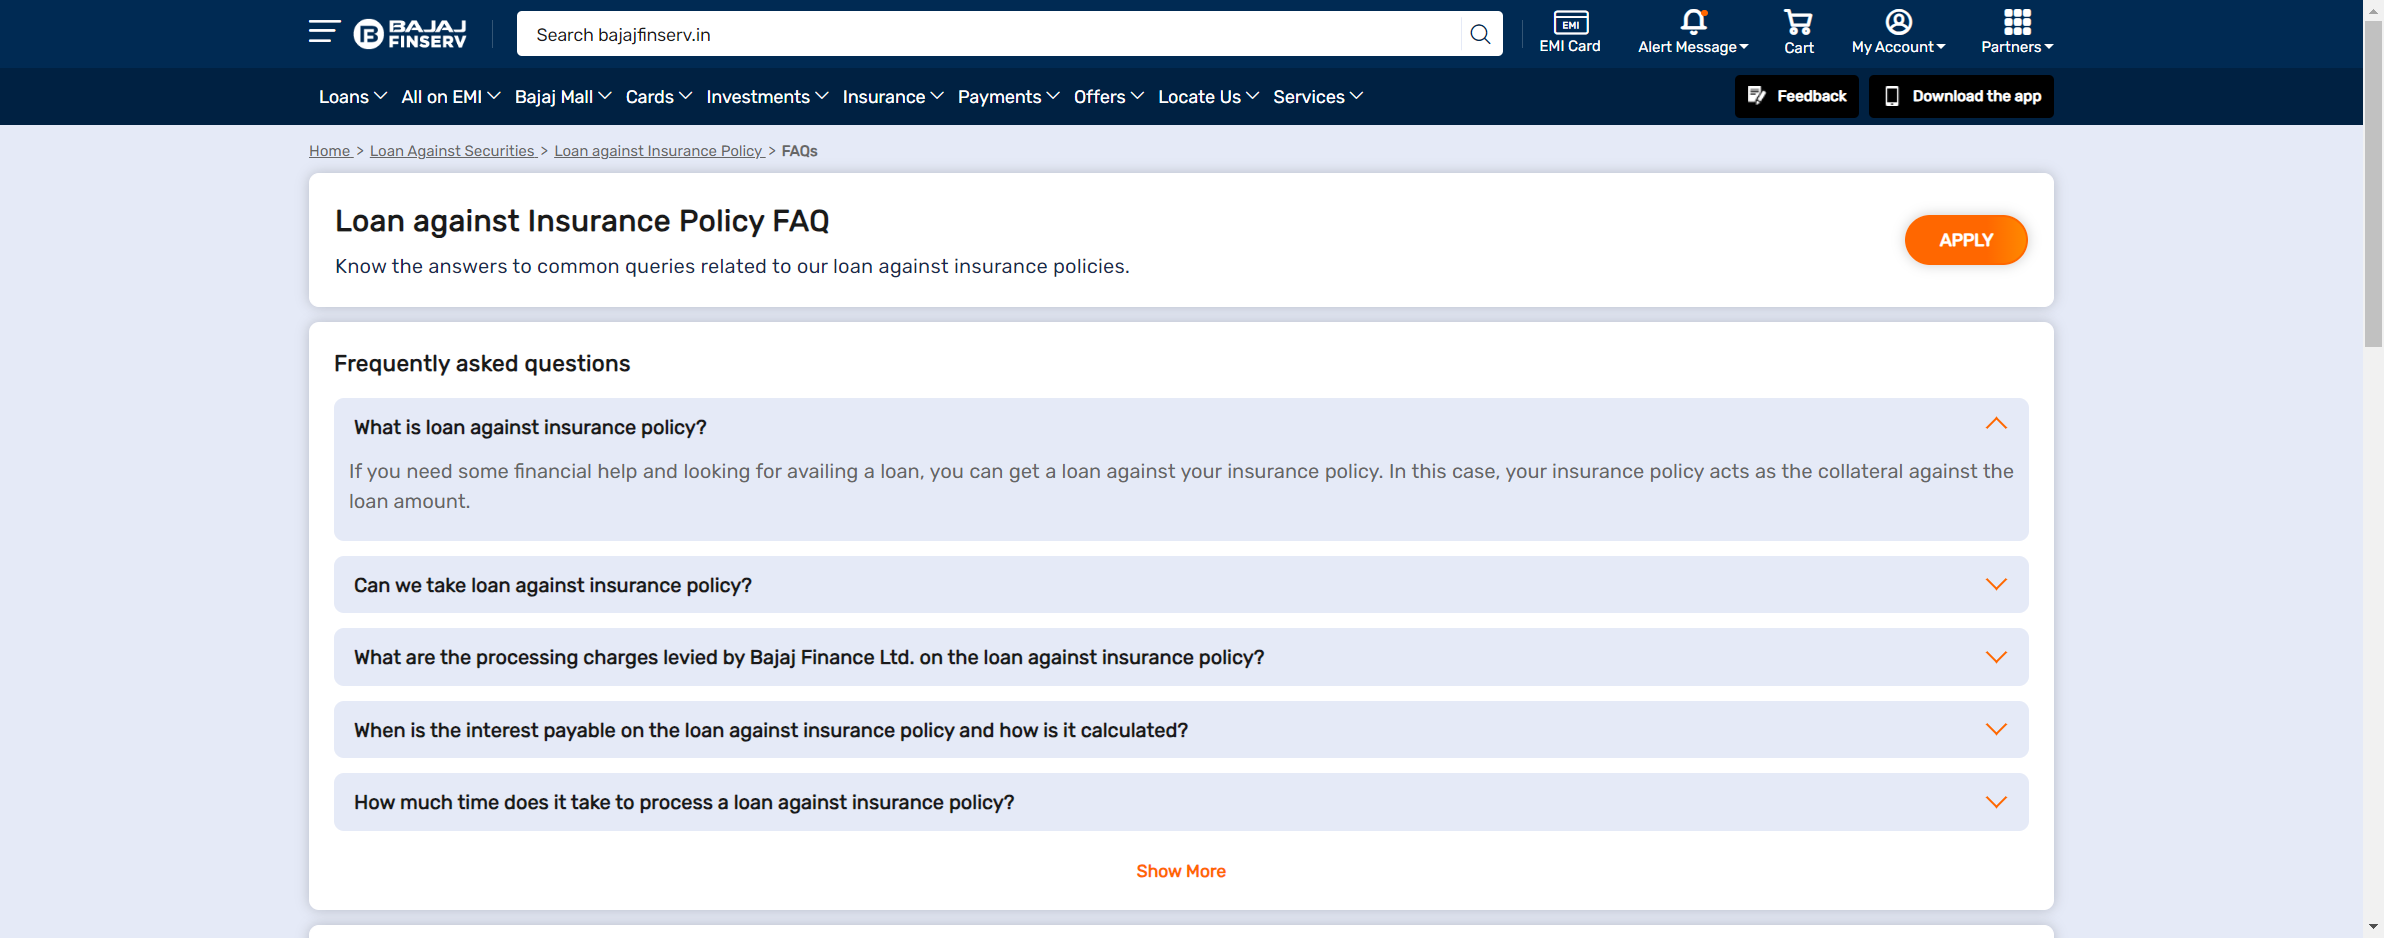 BAJAJ
FINSERV
Search bajajfinserv.in
EMI
EMI Card
Alert Message
Cart
My Account
Partners
Loans All on EMI Bajaj Mall Cards Investments Insurance Payments Offers Locate Us Services
Feedback
Download the app
Home > Loan Against Securities > Loan against Insurance Policy > FAQs
Loan against Insurance Policy FAQ
Know the answers to common queries related to our loan against insurance policies.
APPLY
Frequently asked questions
What is loan against insurance policy?
If you need some financial help and looking for availing a loan, you can get a loan against your insurance policy. In this case, your insurance policy acts as the collateral against the
loan amount.
Can we take loan against insurance policy?
What are the processing charges levied by Bajaj Finance Ltd. on the loan against insurance policy?
When is the interest payable on the loan against insurance policy and how is it calculated?
How much time does it take to process a loan against insurance policy?
Show More